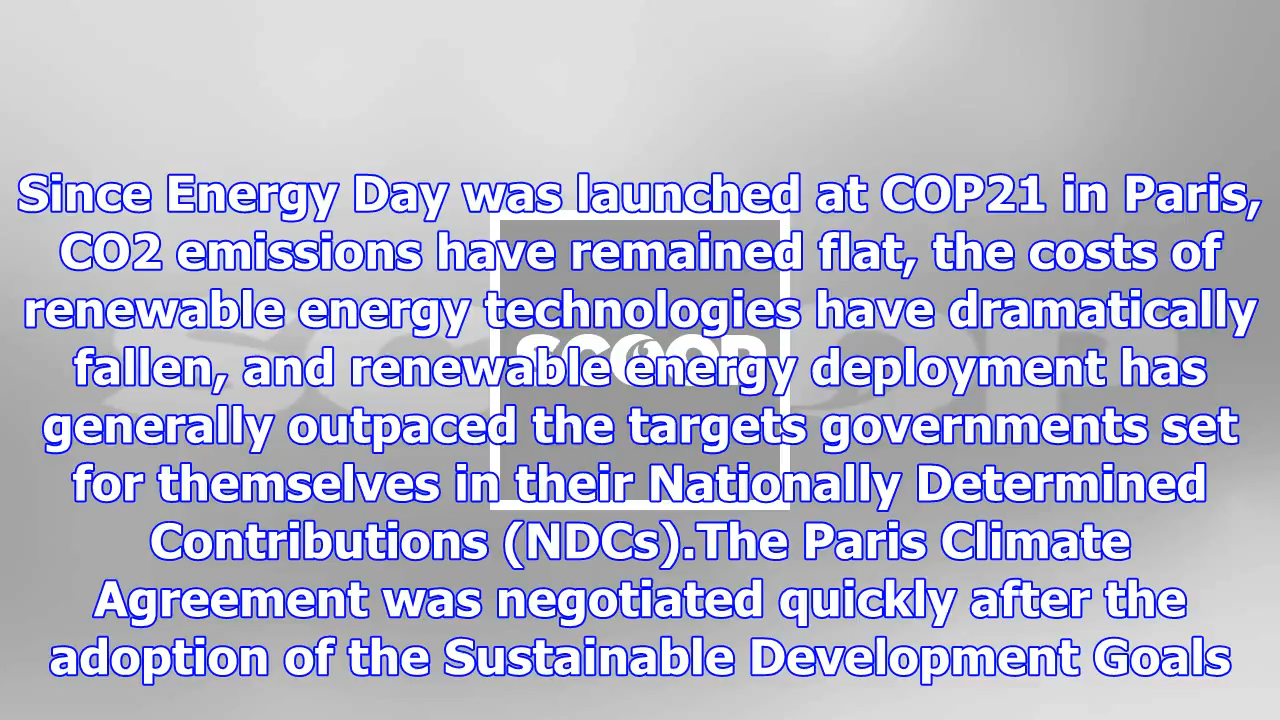 Since Energy Day was launched at COP21 in Paris,
CO2 emissions have remained flat, the costs of
renewable energy technologies have dramatically
SCOOP
fallen, and renewable energy deployment has
generally outpaced the targets governments set
for themselves in their Nationally Determined
Contributions (NDCs).The Paris Climate
Agreement was negotiated quickly after the
adoption of the Sustainable Development Goals